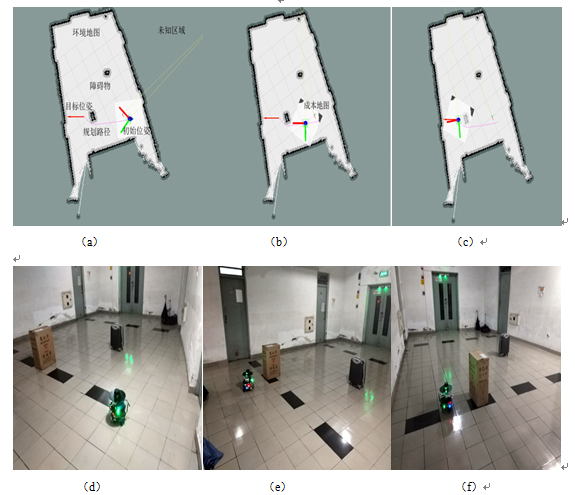 环境地图
未知区域
障碍物
目标位姿
规划路径
初始位姿
成本地图
(a)
(b)
(c)
(d)
(e)
(f)